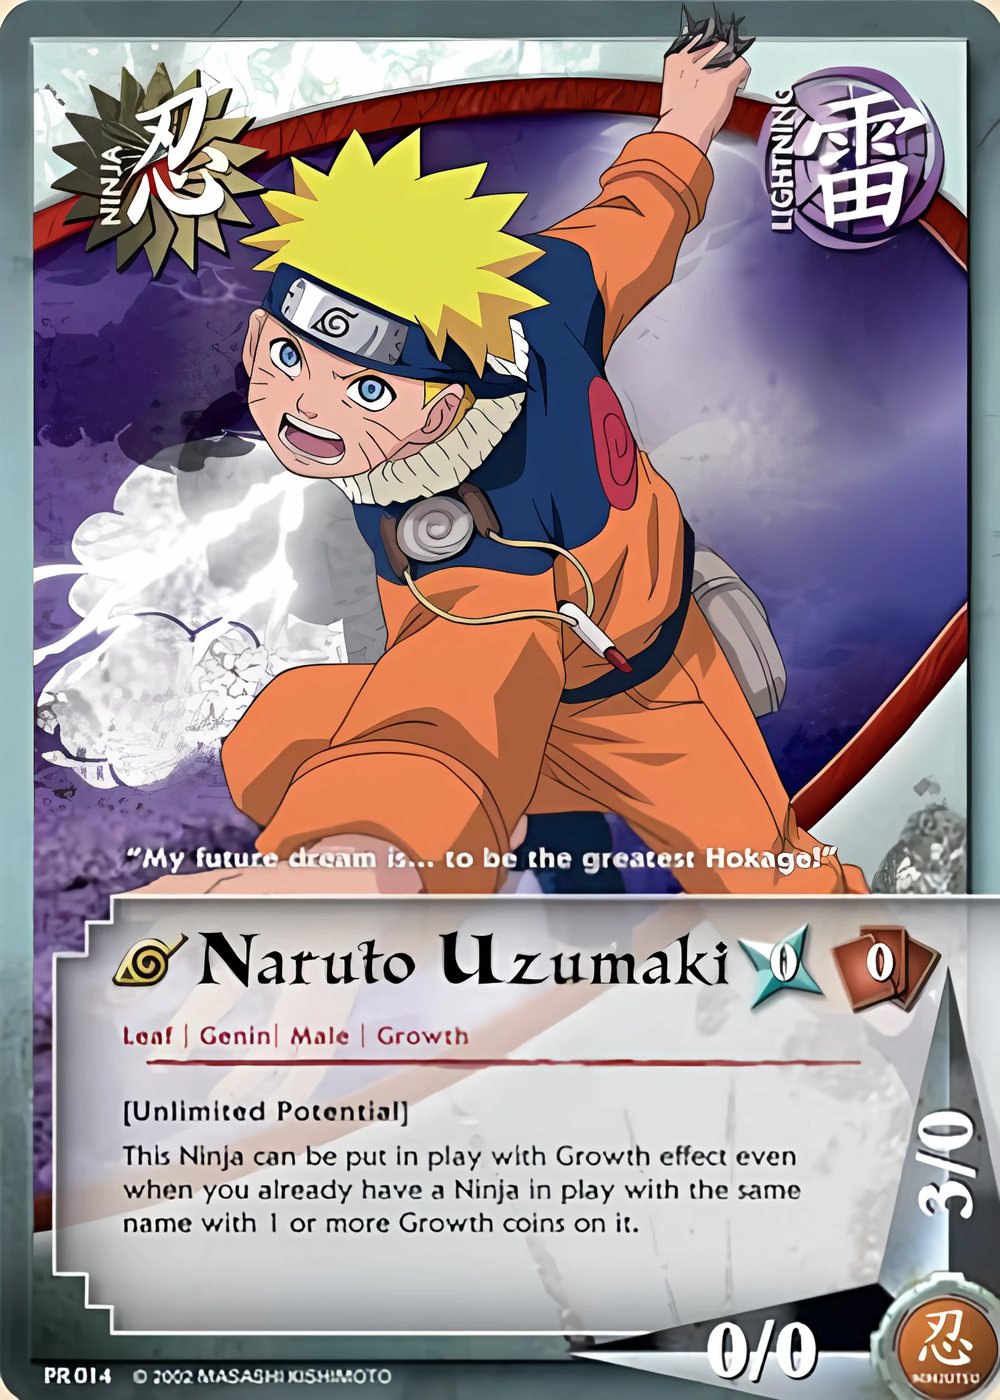 NINJA
忍
LIGHTNING
雷
"My future dream is... to be the greatest Hokage!"
Naruto Uzumaki 0 0
Leaf | Genin | Male | Growth
[Unlimited Potential]
This Ninja can be put in play with Growth effect even
when you already have a Ninja in play with the same
name with 1 or more Growth coins on it.
3/0
0/0
忍
PR 014 © 2002 MASASHI KISHIMOTO